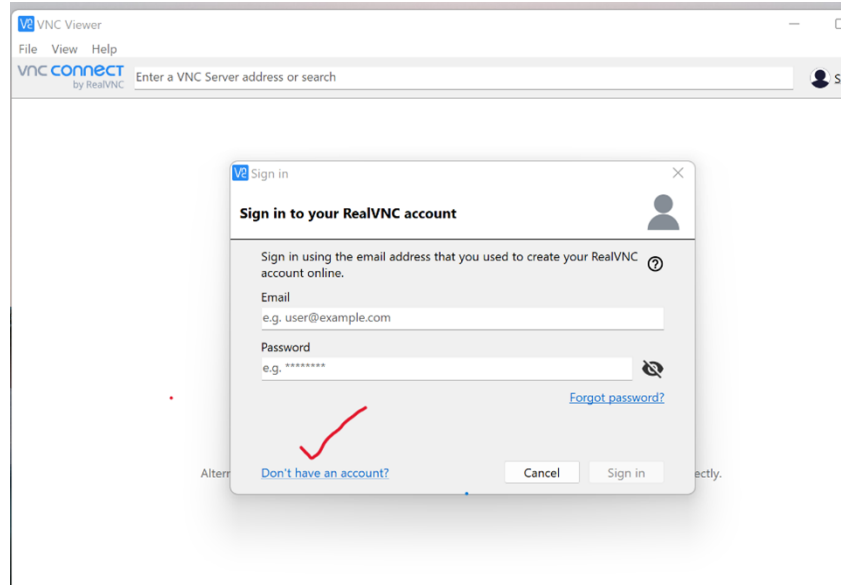 VNC Viewer
File View Help
vnc connect
by RealVNC
Enter a VNC Server address or search
S
Sign in
Sign in to your RealVNC account
Sign in using the email address that you used to create your RealVNC
account online.
Email
e.g. user@example.com
Password
e.g. ********
Forgot password?
Don't have an account?
Cancel
Sign in
Altern
ectly.